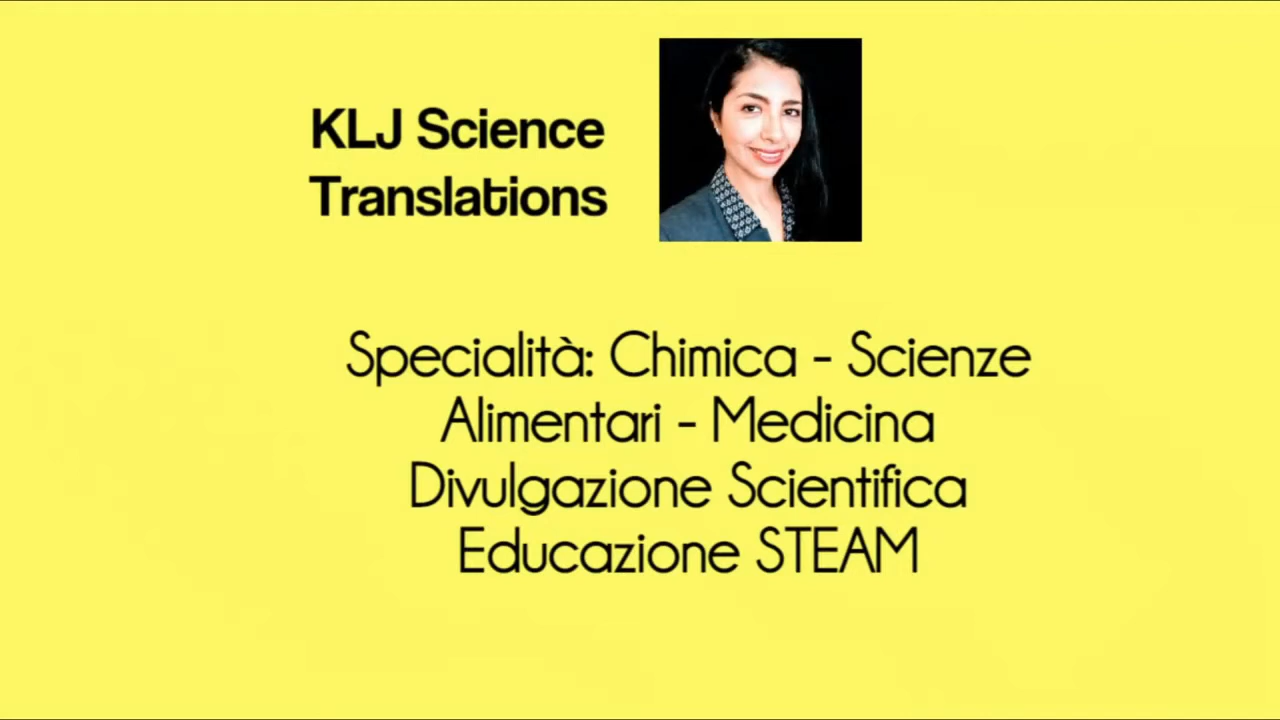 KLJ Science
Translations
Specialità: Chimica - Scienze
Alimentari - Medicina
Divulgazione Scientifica
Educazione STEAM